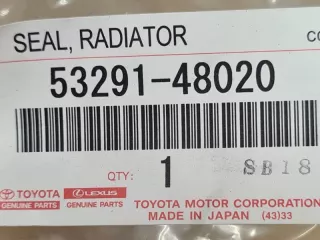 SEAL, RADIATOR
CO
53291-48020
QTY: 1 SB18
TOYOTA LEXUS
GENUINE PARTS GENUINE PARTS
TOYOTA MOTOR CORPORATION
MADE IN JAPAN (43)33